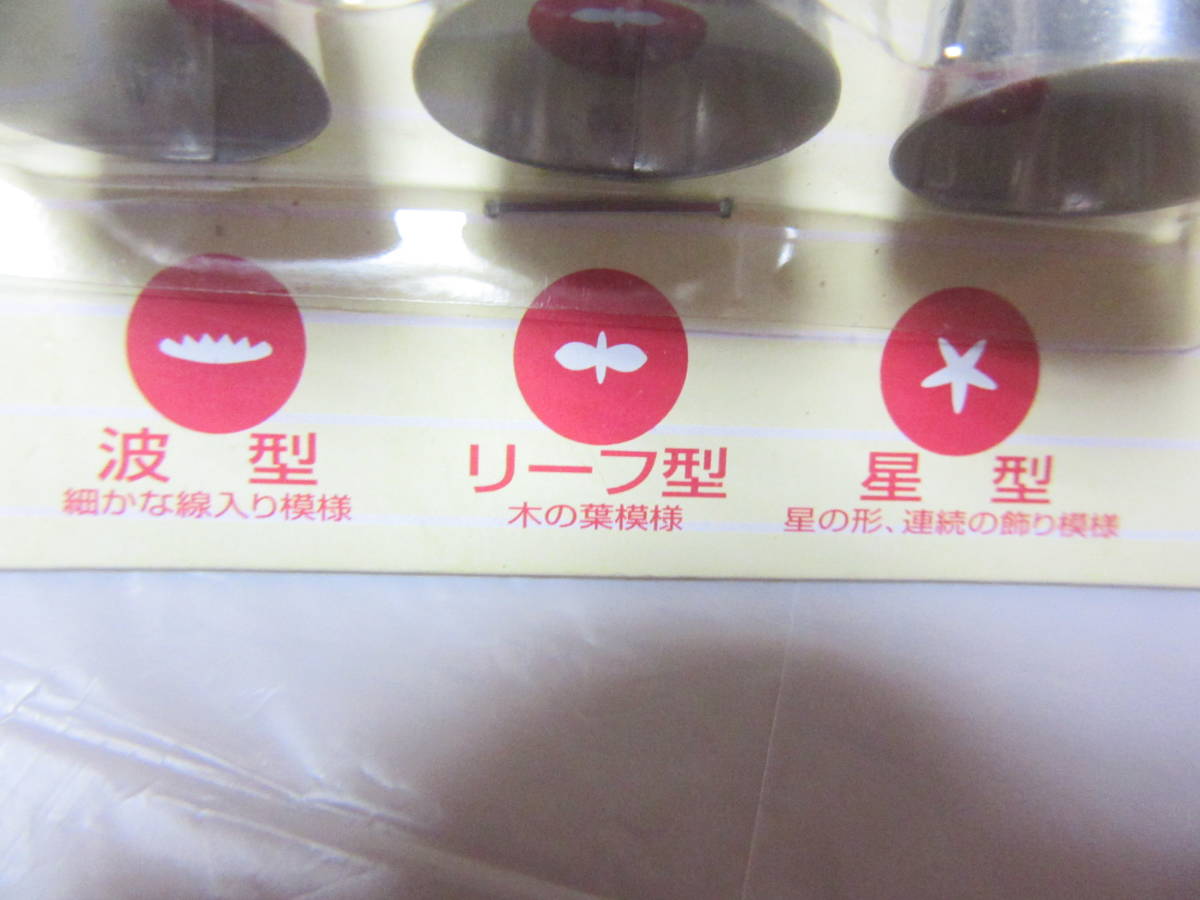 波 型
細かな線入り模様
リーフ型
木の葉模様
星 型
星の形、連続の飾り模様